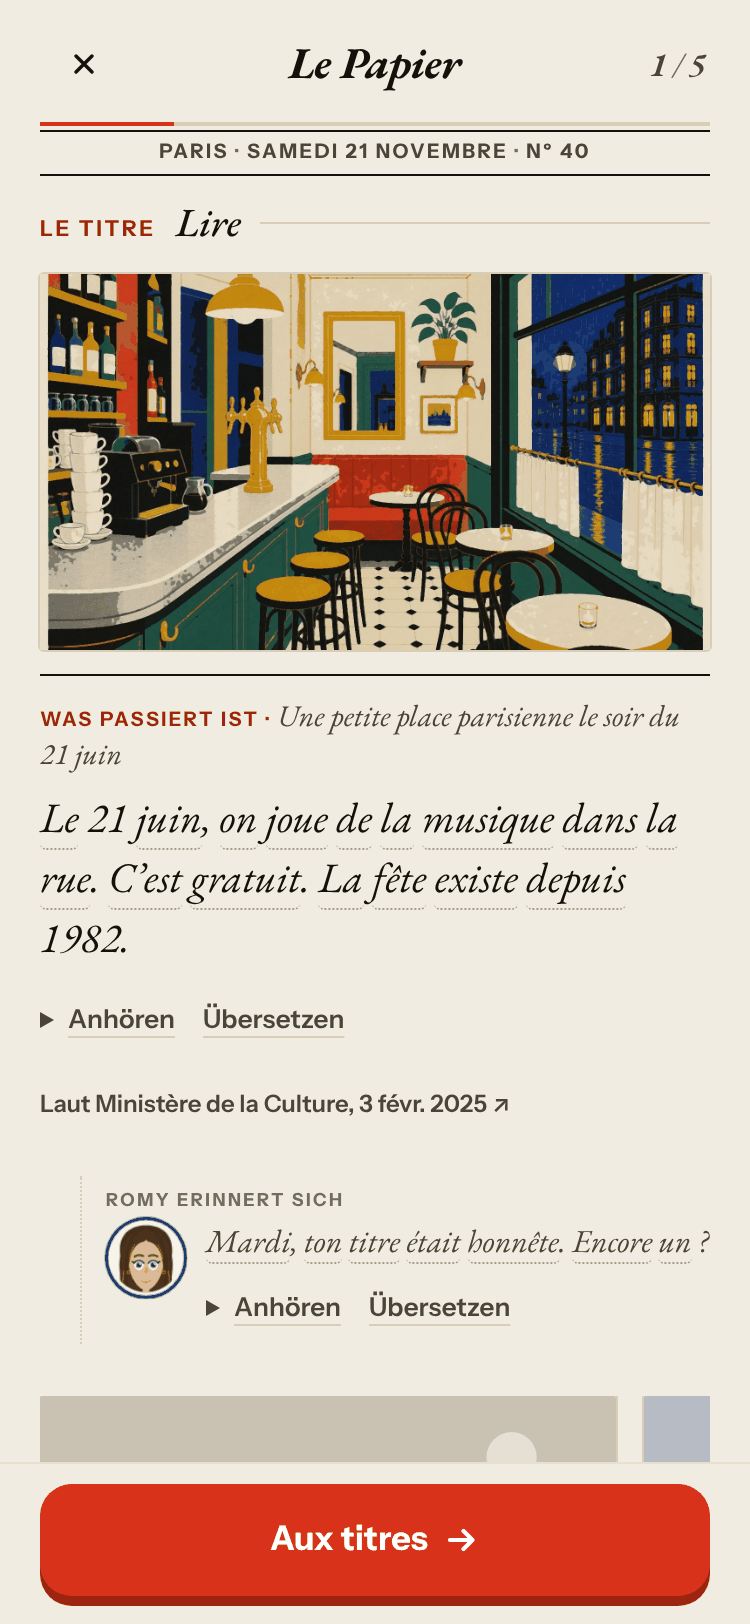 Le Papier
1 / 5
PARIS · SAMEDI 21 NOVEMBRE · N° 40
LE TITRE Lire
WAS PASSIERT IST · Une petite place parisienne le soir du
21 juin
Le 21 juin, on joue de la musique dans la
rue. C’est gratuit. La fête existe depuis
1982.
Anhören Übersetzen
Laut Ministère de la Culture, 3 févr. 2025 ↗
ROMY ERINNERT SICH
Mardi, ton titre était honnête. Encore un ?
Anhören Übersetzen
Aux titres →